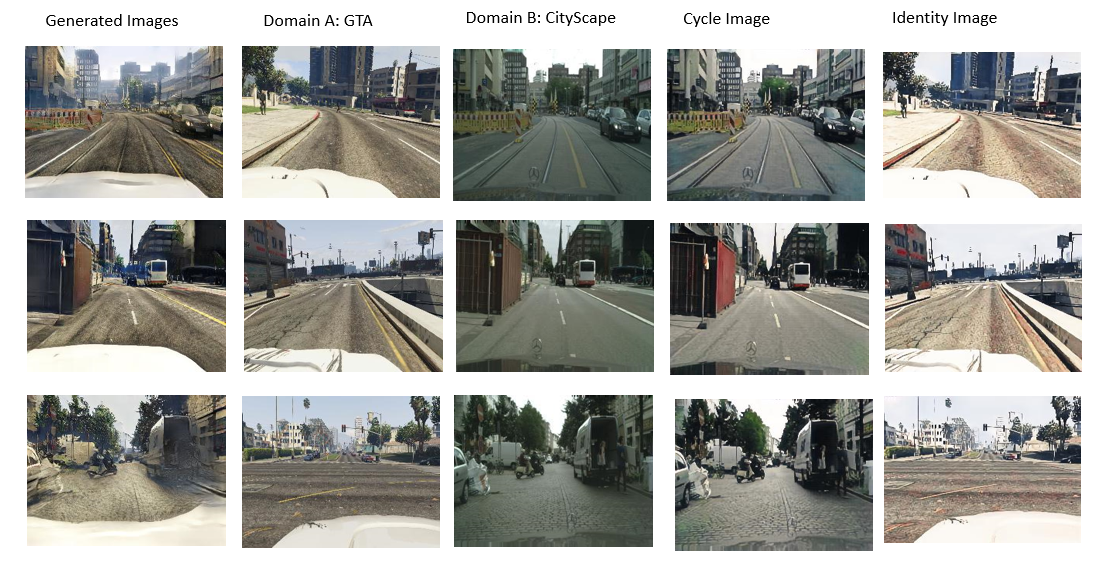 Generated Images
Domain A: GTA
Domain B: CityScape
Cycle Image
Identity Image